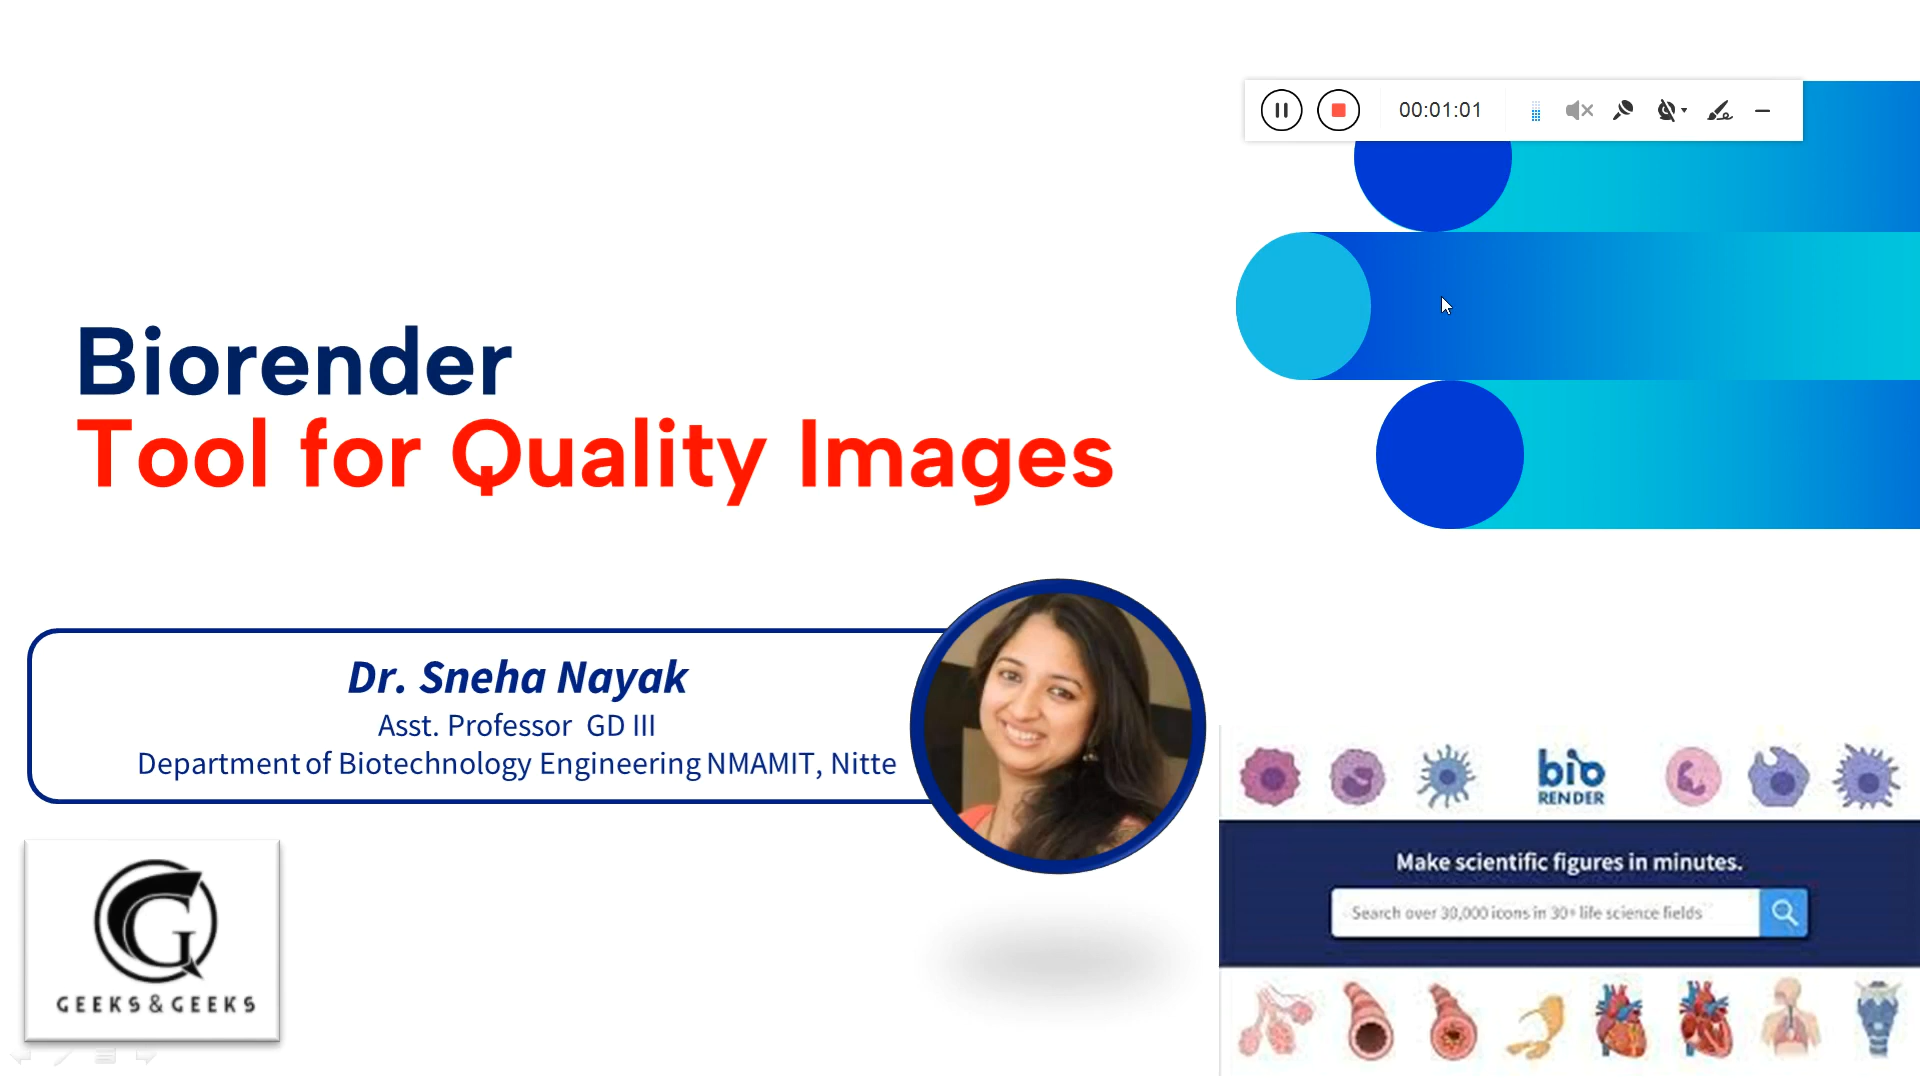 00:01:01
Biorender
Tool for Quality Images
Dr. Sneha Nayak
Asst. Professor GD III
Department of Biotechnology Engineering NMAMIT, Nitte
GEEKS & GEEKS
bio
RENDER
Make scientific figures in minutes.
Search over 30,000 icons in 30+ life science fields